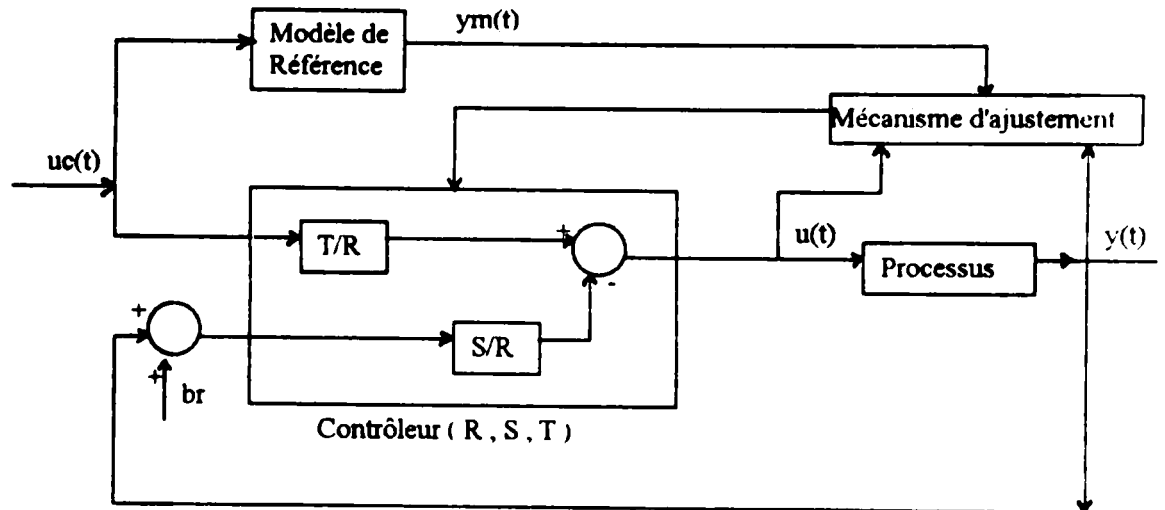 ym(t)
Modèle de
Référence
Mécanisme d'ajustement
uc(t)
+
T/R
u(t)
y(t)
Processus
-
+
S/R
+
br
Contrôleur ( R , S , T )